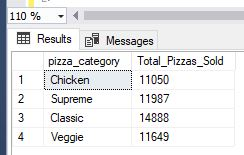 110 %
Results Messages
pizza_category Total_Pizzas_Sold
1 Chicken 11050
2 Supreme 11987
3 Classic 14888
4 Veggie 11649